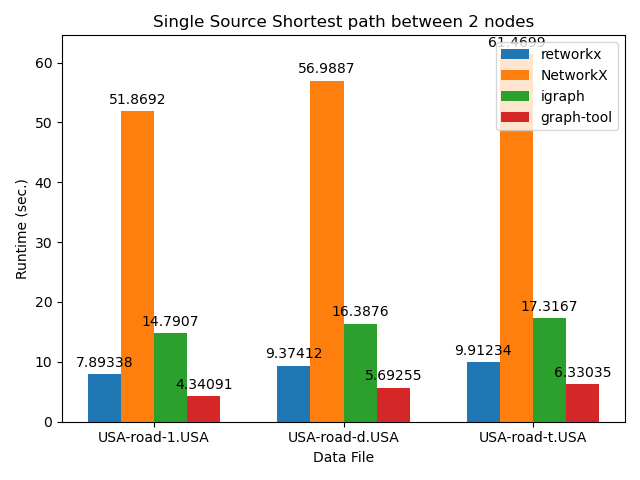 Single Source Shortest path between 2 nodes
Runtime (sec.)
60
50
40
30
20
10
0
51.8692
56.9887
61.4699
7.89338
14.7907
4.34091
9.37412
16.3876
5.69255
9.91234
17.3167
6.33035
retworkx
NetworkX
igraph
graph-tool
USA-road-1.USA
USA-road-d.USA
USA-road-t.USA
Data File